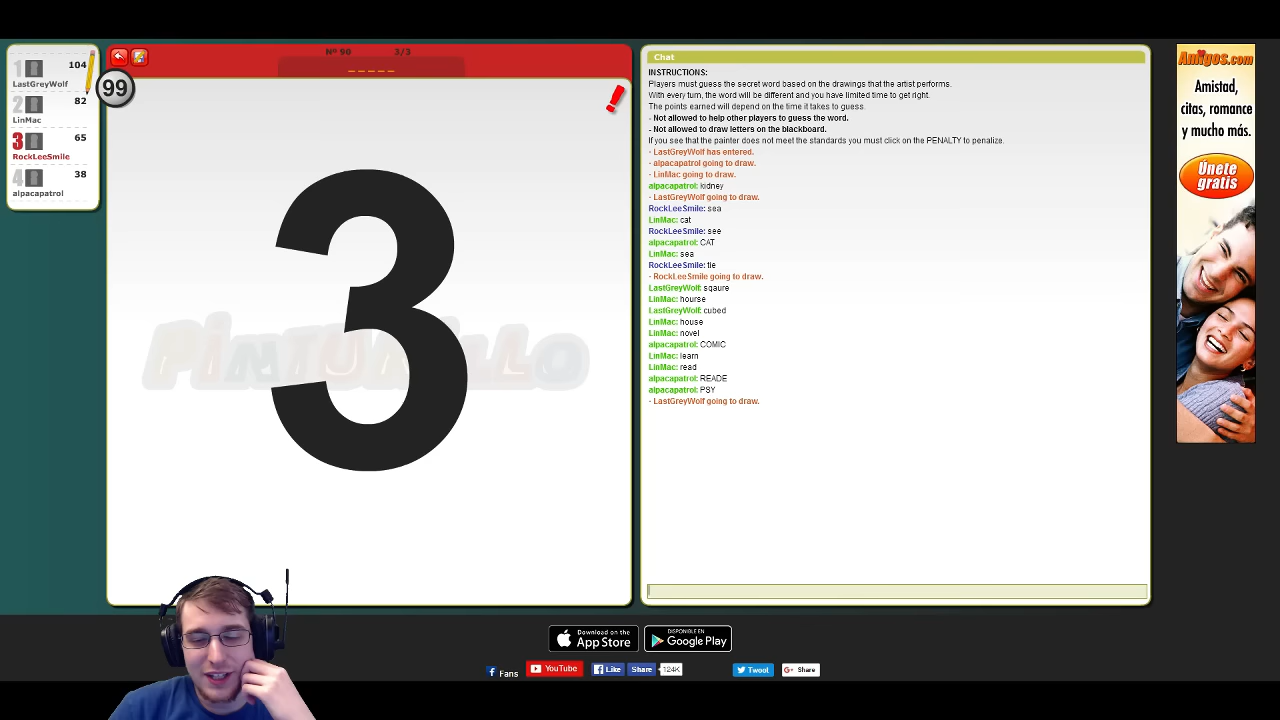 Nº 90 3/3
_ _ _ _ _
1 104
LastGreyWolf
2 82
LinMac
3 65
RockLeeSmile
4 38
alpacapatrol
99
3
PINTURILLO
Chat
INSTRUCTIONS:
Players must guess the secret word based on the drawings that the artist performs.
With every turn, the word will be different and you have limited time to get right.
The points earned will depend on the time it takes to guess.
- Not allowed to help other players to guess the word.
- Not allowed to draw letters on the blackboard.
If you see that the painter does not meet the standards you must click on the PENALTY to penalize.
- LastGreyWolf has entered.
- alpacapatrol going to draw.
- LinMac going to draw.
alpacapatrol: kidney
- LastGreyWolf going to draw.
RockLeeSmile: sea
LinMac: cat
RockLeeSmile: see
alpacapatrol: CAT
LinMac: sea
RockLeeSmile: tie
- RockLeeSmile going to draw.
LastGreyWolf: sqaure
LinMac: hourse
LastGreyWolf: cubed
LinMac: house
LinMac: novel
alpacapatrol: COMIC
LinMac: learn
LinMac: read
alpacapatrol: READE
alpacapatrol: PSY
- LastGreyWolf going to draw.
Amigos.com
Amistad,
citas, romance
y mucho más.
Únete
gratis
Download on the
App Store
DISPONIBLE EN
Google Play
Fans
YouTube
Like
Share
124K
Twoot
G+ Share